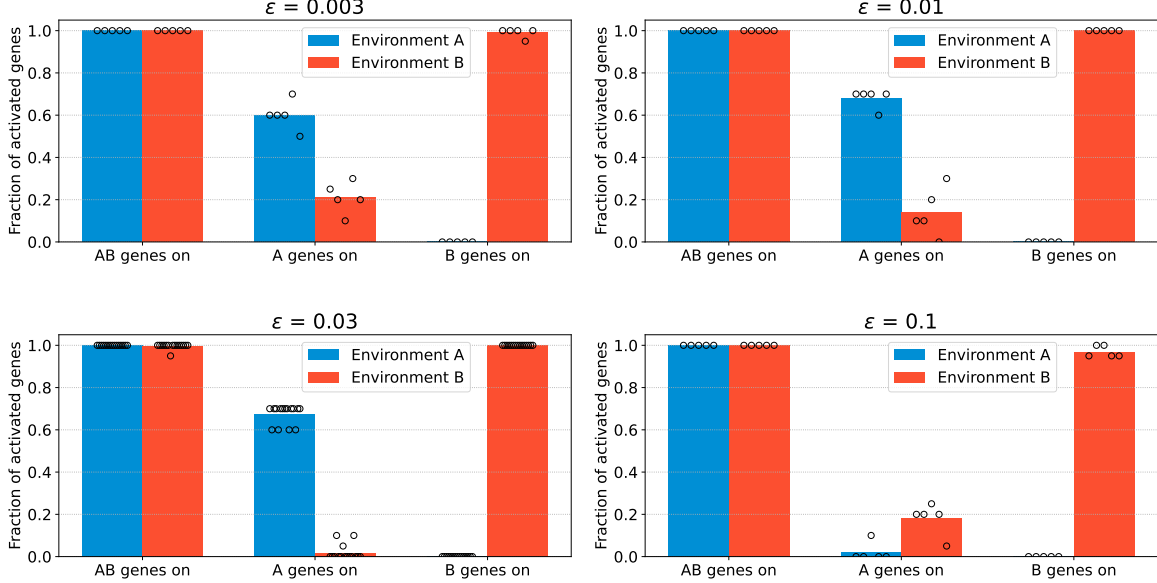 ε = 0.003
Fraction of activated genes
1.0
0.8
0.6
0.4
0.2
0.0
Environment A
Environment B
AB genes on
A genes on
B genes on
ε = 0.01
Fraction of activated genes
1.0
0.8
0.6
0.4
0.2
0.0
Environment A
Environment B
AB genes on
A genes on
B genes on
ε = 0.03
Fraction of activated genes
1.0
0.8
0.6
0.4
0.2
0.0
Environment A
Environment B
AB genes on
A genes on
B genes on
ε = 0.1
Fraction of activated genes
1.0
0.8
0.6
0.4
0.2
0.0
Environment A
Environment B
AB genes on
A genes on
B genes on